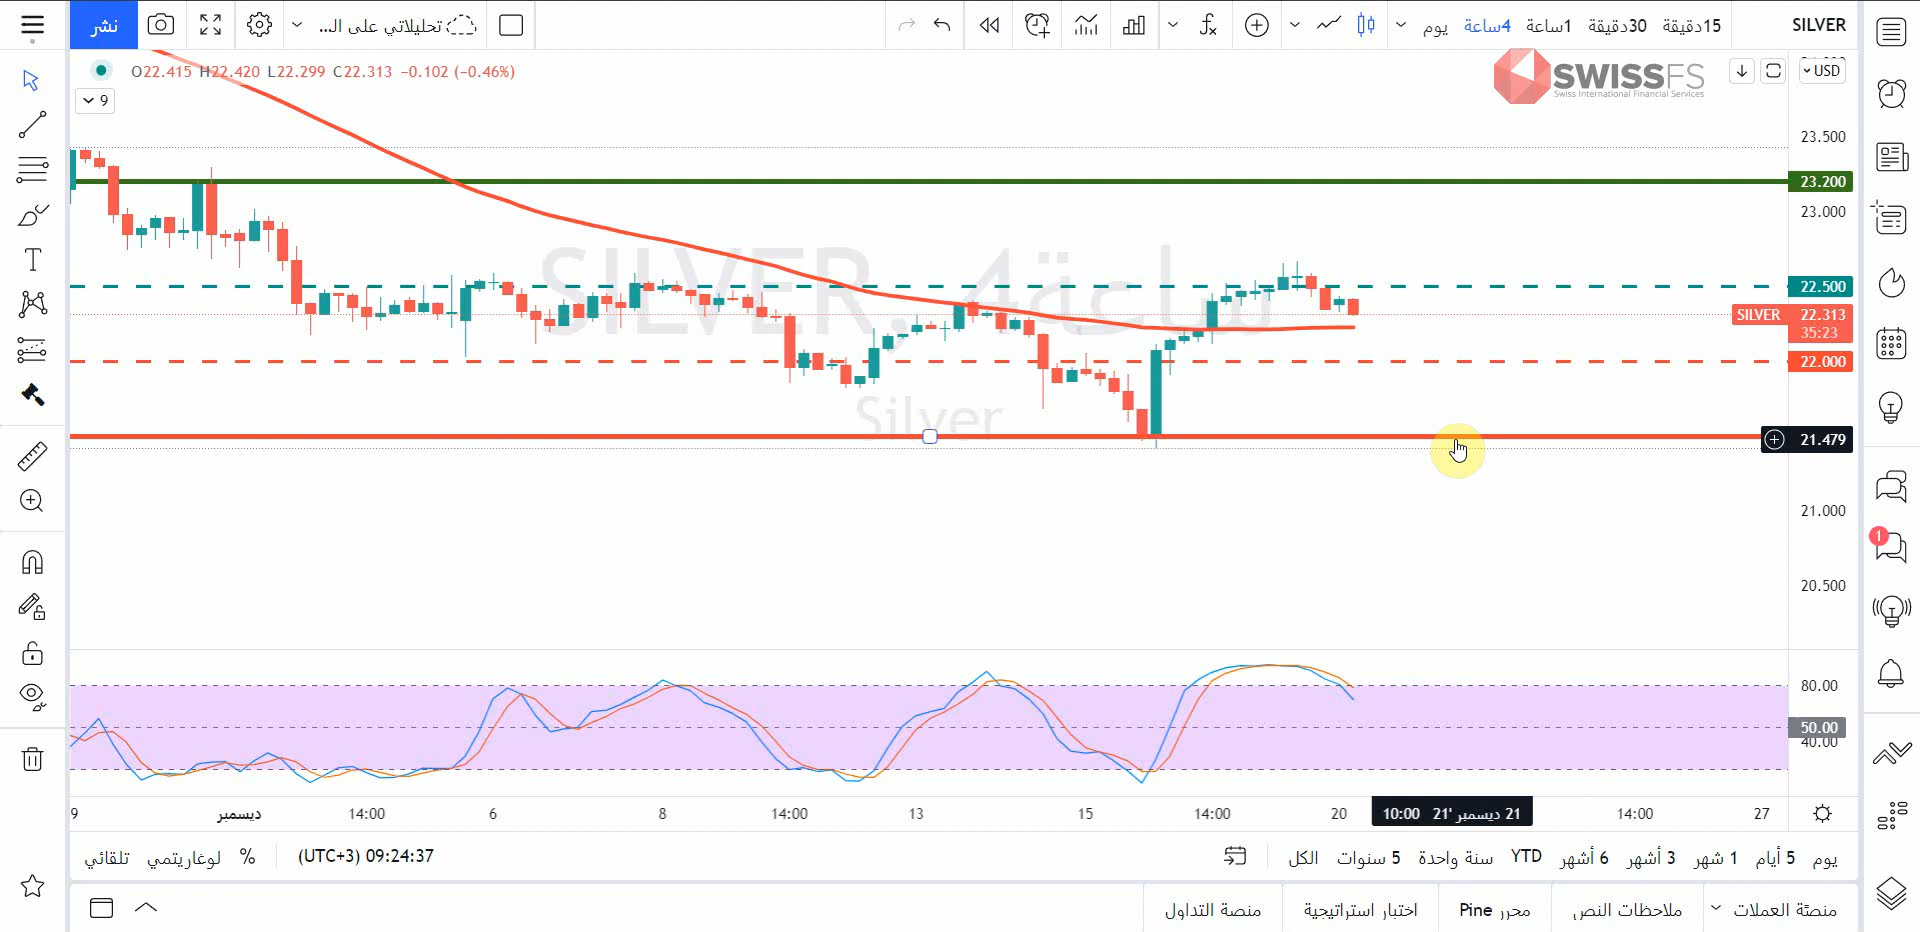 نشر
تحليلاتي على الـ...
يوم
4ساعة
1ساعة
30دقيقة
15دقيقة
SILVER
O22.415 H22.420 L22.299 C22.313 −0.102 (−0.46%)
9
SWISSFS
Swiss International Financial Services
USD
23.500
23.200
23.000
SILVER, 4ساعة
Silver
22.500
SILVER 22.313
35:23
22.000
21.479
21.000
20.500
1
80.00
50.00
40.00
9 ديسمبر 14:00 6 8 14:00 13 15 14:00 20 21 ديسمبر '21 10:00 14:00 27
تلقائي
لوغاريتمي
%
09:24:37 (UTC+3)
الكل
5 سنوات
سنة واحدة
YTD
6 أشهر
3 أشهر
1 شهر
5 أيام
يوم
منصة التداول
اختبار استراتيجية
محرر Pine
ملاحظات النص
منصّة العملات